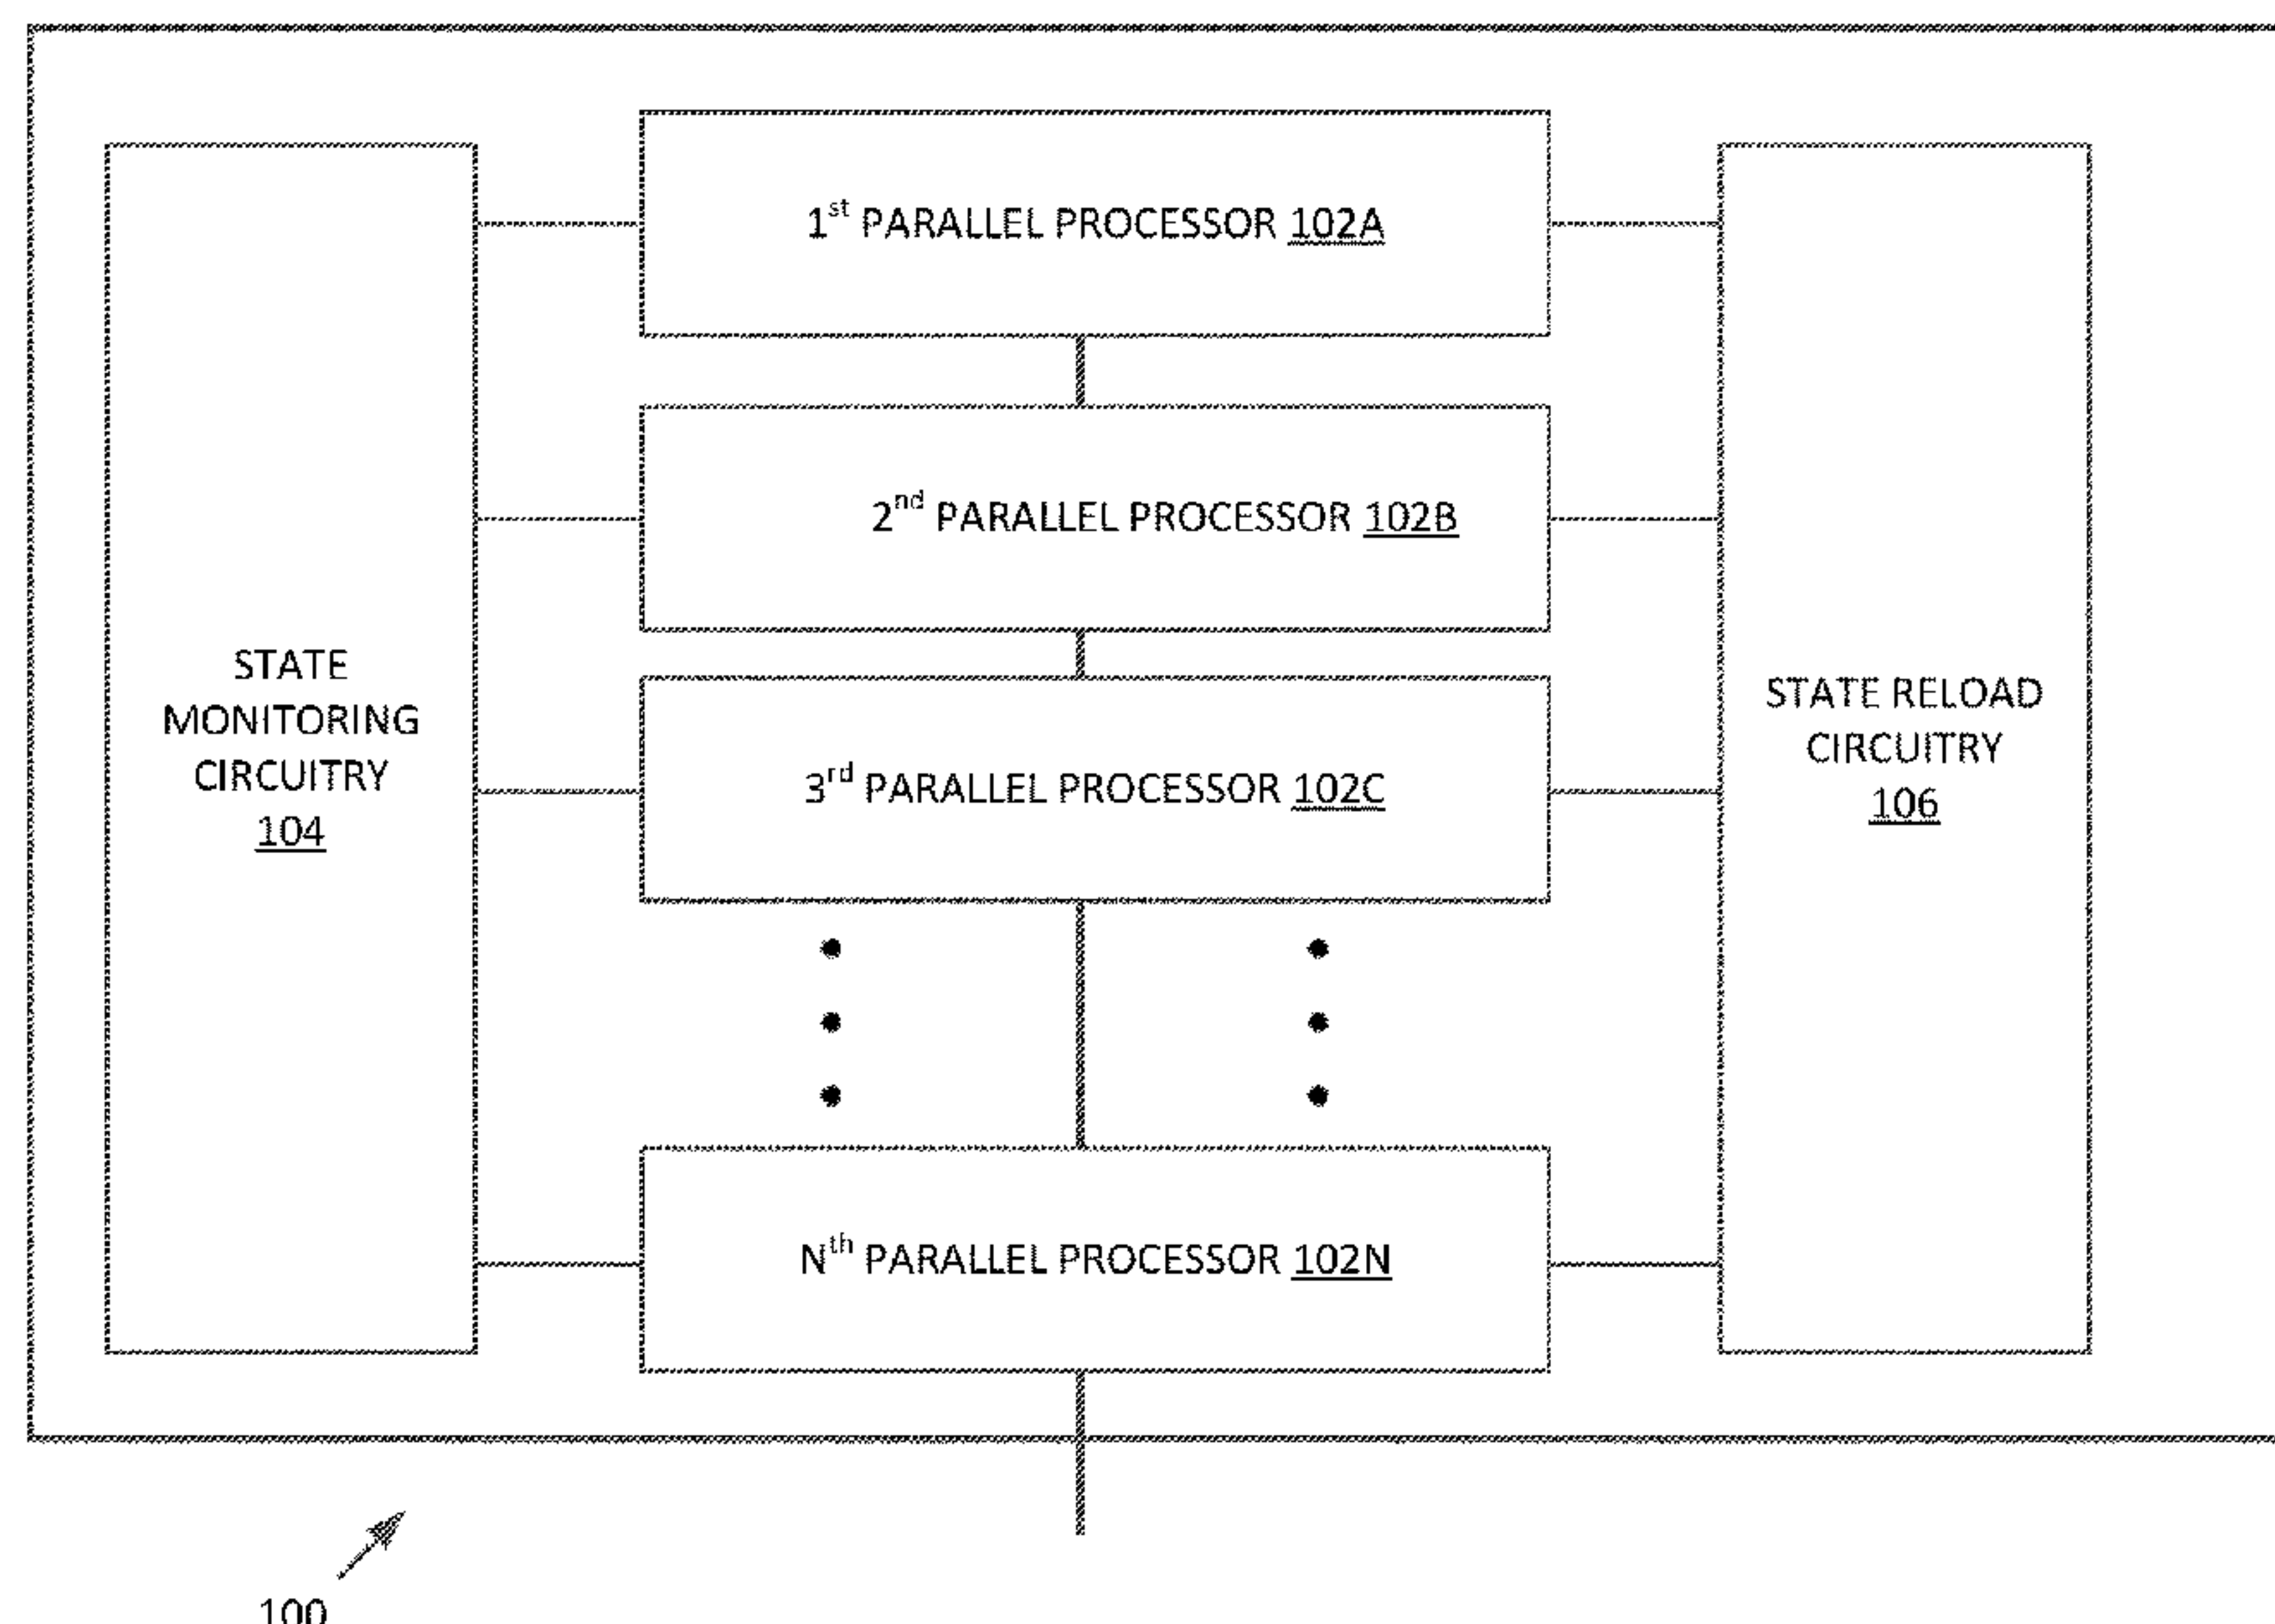 1st PARALLEL PROCESSOR 102A
2nd PARALLEL PROCESSOR 102B
STATE
MONITORING
CIRCUITRY
104
3rd PARALLEL PROCESSOR 102C
STATE RELOAD
CIRCUITRY
106
Nth PARALLEL PROCESSOR 102N
100